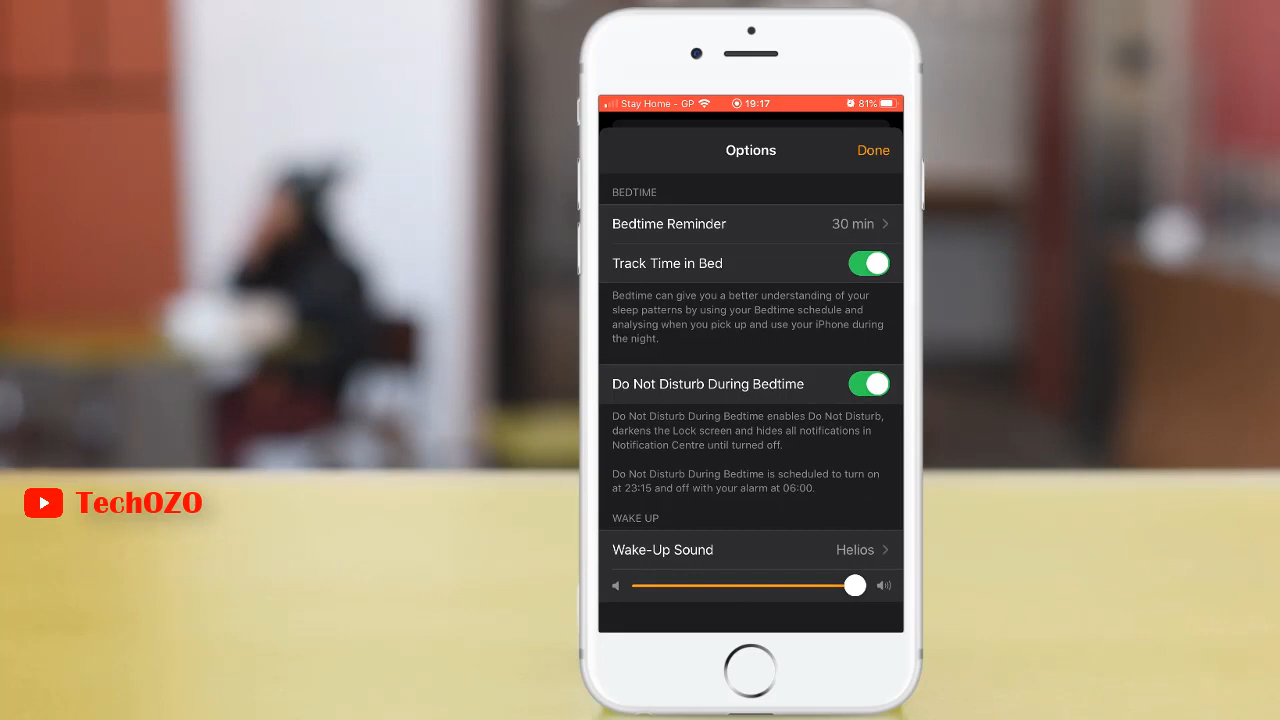 Stay Home - GP 19:17 81%
Options Done
BEDTIME
Bedtime Reminder 30 min
Track Time in Bed
Bedtime can give you a better understanding of your
sleep patterns by using your Bedtime schedule and
analysing when you pick up and use your iPhone during
the night.
Do Not Disturb During Bedtime
Do Not Disturb During Bedtime enables Do Not Disturb,
darkens the Lock screen and hides all notifications in
Notification Centre until turned off.
Do Not Disturb During Bedtime is scheduled to turn on
at 23:15 and off with your alarm at 06:00.
WAKE UP
Wake-Up Sound Helios
TechOZO